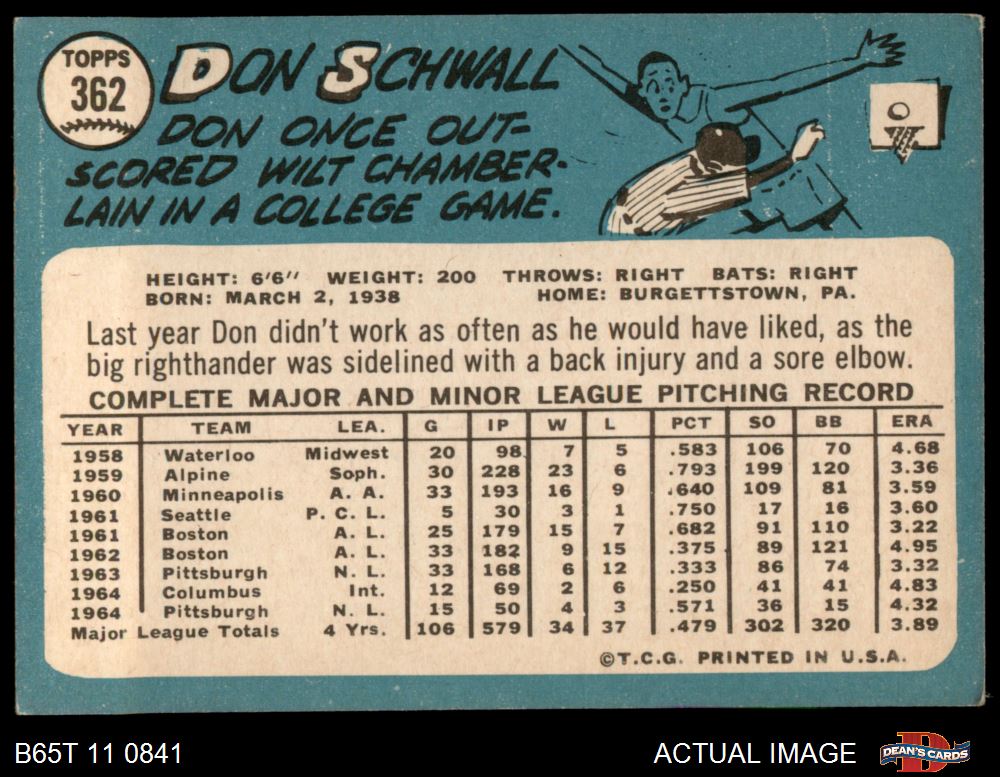 TOPPS
362
DON SCHWALL
DON ONCE OUT-
SCORED WILT CHAMBER-
LAIN IN A COLLEGE GAME.
HEIGHT: 6'6" WEIGHT: 200 THROWS: RIGHT BATS: RIGHT
BORN: MARCH 2, 1938 HOME: BURGETTSTOWN, PA.
Last year Don didn't work as often as he would have liked, as the
big righthander was sidelined with a back injury and a sore elbow.
COMPLETE MAJOR AND MINOR LEAGUE PITCHING RECORD
YEAR TEAM LEA. G IP W L PCT SO BB ERA
1958 Waterloo Midwest 20 98 7 5 .583 106 70 4.68
1959 Alpine Soph. 30 228 23 6 .793 199 120 3.36
1960 Minneapolis A. A. 33 193 16 9 .640 109 81 3.59
1961 Seattle P. C. L. 5 30 3 1 .750 17 16 3.60
1961 Boston A. L. 25 179 15 7 .682 91 110 3.22
1962 Boston A. L. 33 182 9 15 .375 89 121 4.95
1963 Pittsburgh N. L. 33 168 6 12 .333 86 74 3.32
1964 Columbus Int. 12 69 2 6 .250 41 41 4.83
1964 Pittsburgh N. L. 15 50 4 3 .571 36 15 4.32
Major League Totals 4 Yrs. 106 579 34 37 .479 302 320 3.89
©T.C.G. PRINTED IN U.S.A.
B65T 11 0841 ACTUAL IMAGE DEAN'S CARDS